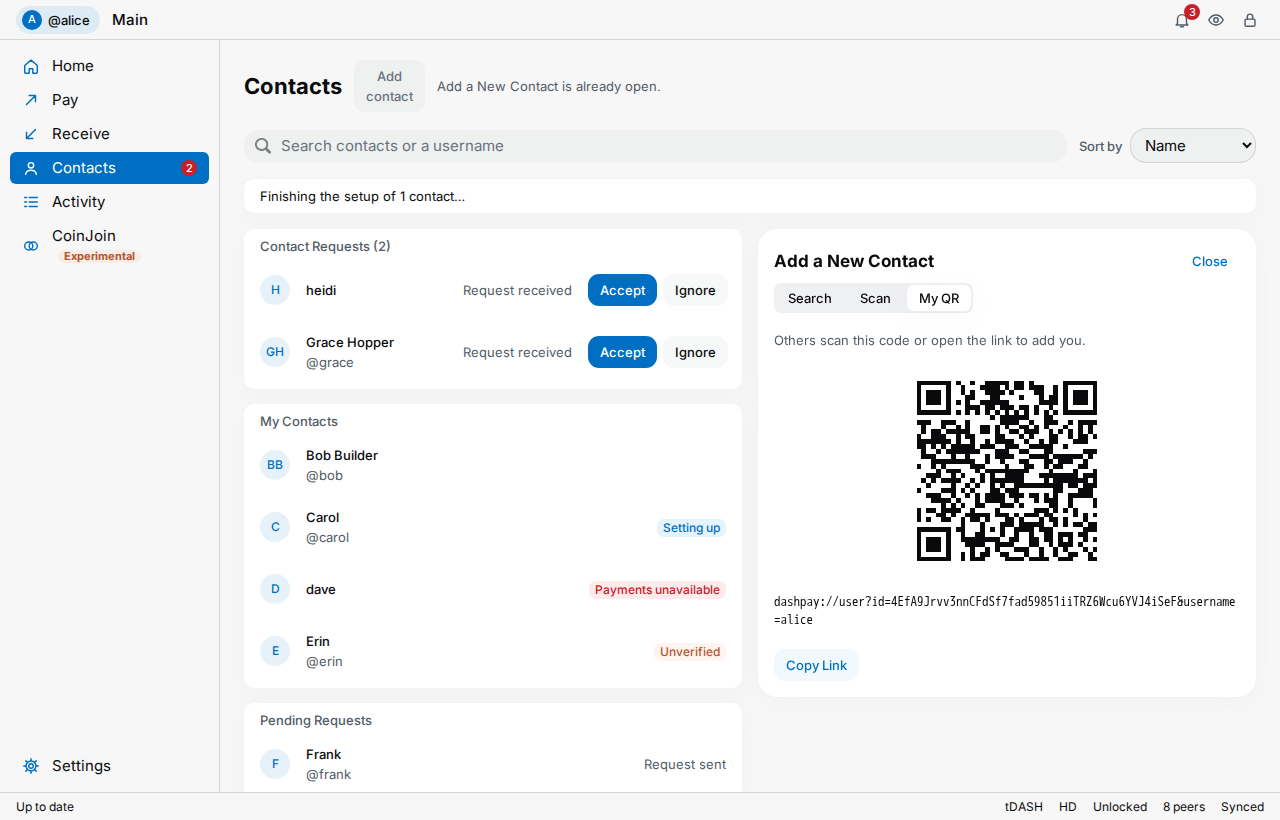 A @alice Main 3
Home
Pay
Receive
Contacts 2
Activity
CoinJoin
Experimental
Settings
Contacts
Add
contact
Add a New Contact is already open.
Search contacts or a username
Sort by Name
Finishing the setup of 1 contact...
Contact Requests (2)
H heidi Request received Accept Ignore
GH Grace Hopper
@grace
Request received Accept Ignore
My Contacts
BB Bob Builder
@bob
C Carol
@carol
Setting up
D dave Payments unavailable
E Erin
@erin
Unverified
Pending Requests
F Frank
@frank
Request sent
Add a New Contact Close
Search Scan My QR
Others scan this code or open the link to add you.
dashpay://user?id=4EfA9Jrvv3nnCFdSf7fad59851iiTRZ6Wcu6YVJ4iSeF&username
=alice
Copy Link
Up to date tDASH HD Unlocked 8 peers Synced